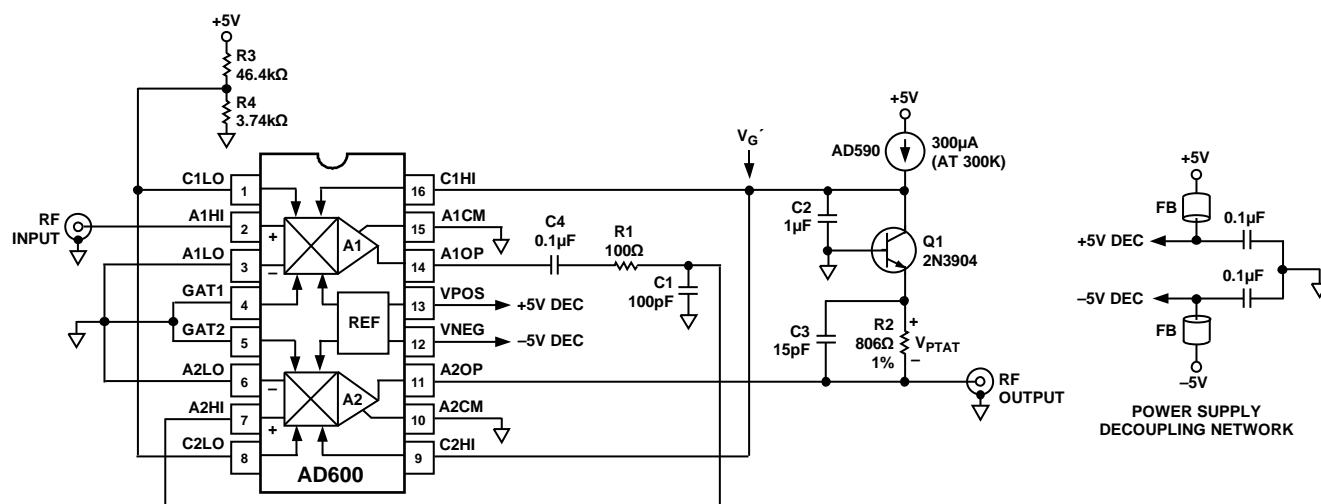 +5V
R3
46.4kΩ
R4
3.74kΩ
C1LO
1
A1HI
2
+
RF
INPUT
A1LO
3
–
GAT1
4
GAT2
5
A2LO
6
–
A2HI
7
+
C2LO
8
A1
REF
A2
AD600
C1HI
16
A1CM
15
A1OP
14
VPOS
13
+5V DEC
VNEG
12
–5V DEC
A2OP
11
A2CM
10
C2HI
9
C4
0.1µF
R1
100Ω
C1
100pF
VG´
+5V
AD590
300µA
(AT 300K)
C2
1µF
Q1
2N3904
C3
15pF
R2
806Ω
1%
+
VPTAT
–
RF
OUTPUT
+5V
FB
0.1µF
+5V DEC
0.1µF
–5V DEC
FB
–5V
POWER SUPPLY
DECOUPLING NETWORK